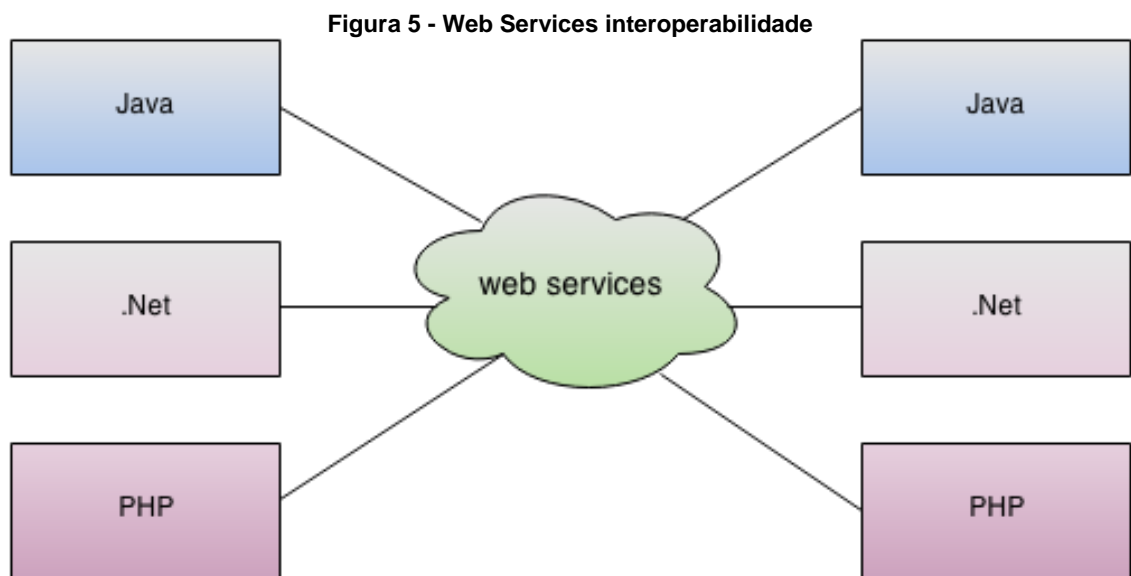 Figura 5 - Web Services interoperabilidade
Java
Java
web services
.Net
.Net
PHP
PHP